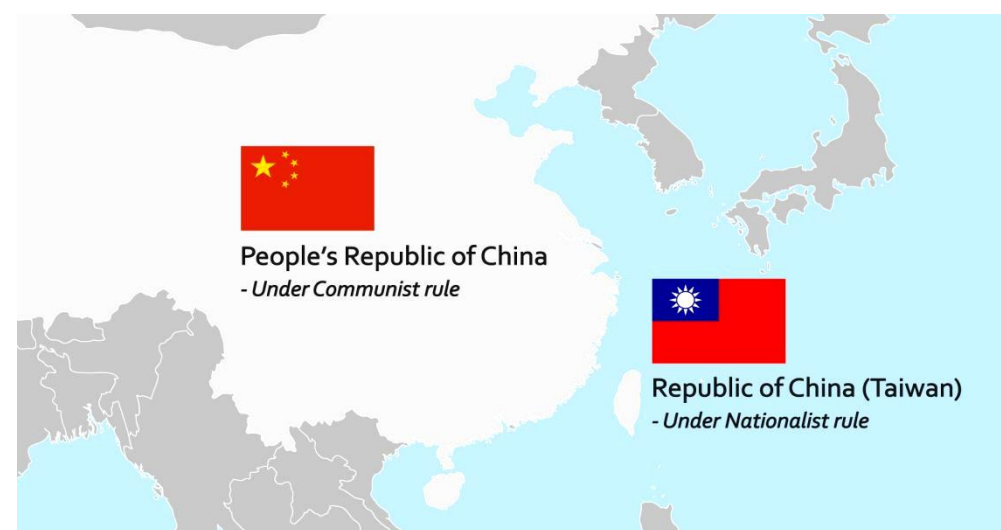 People's Republic of China
- Under Communist rule
Republic of China (Taiwan)
- Under Nationalist rule